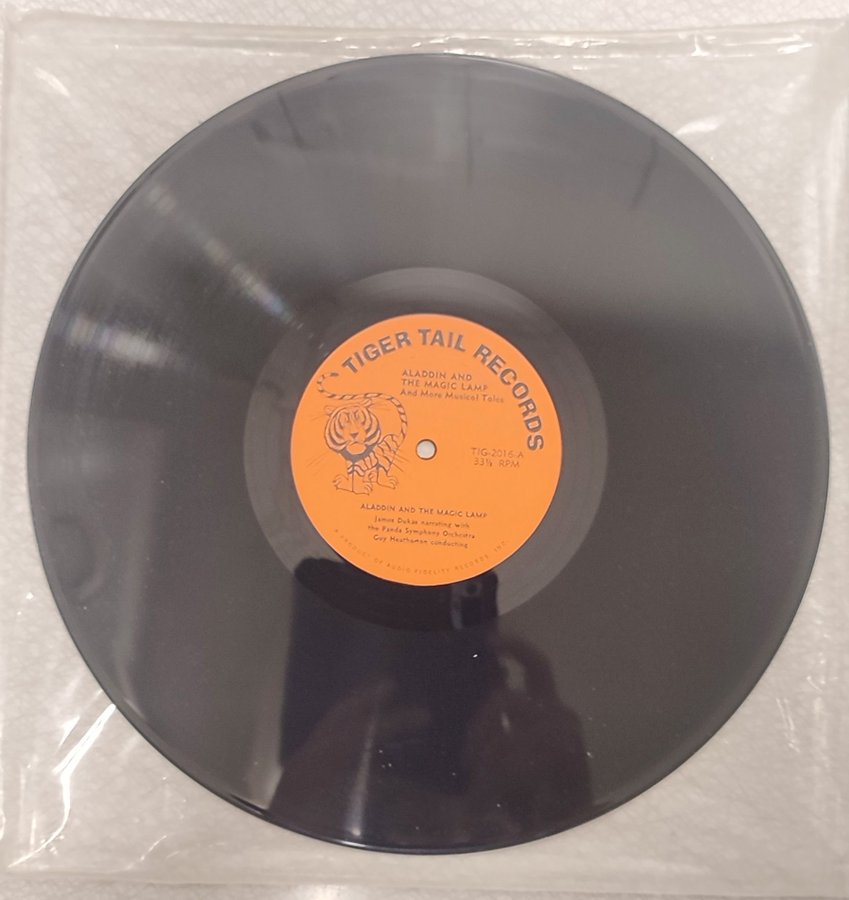 TIGER TAIL RECORDS
ALADDIN AND
THE MAGIC LAMP
And More Musical Tales
TIG-2016-A
33⅓ RPM
ALADDIN AND THE MAGIC LAMP
James Dukas narrating with
the Panda Symphony Orchestra
Guy Heatherton conducting
A PRODUCT OF AUDIO FIDELITY RECORDS, INC.